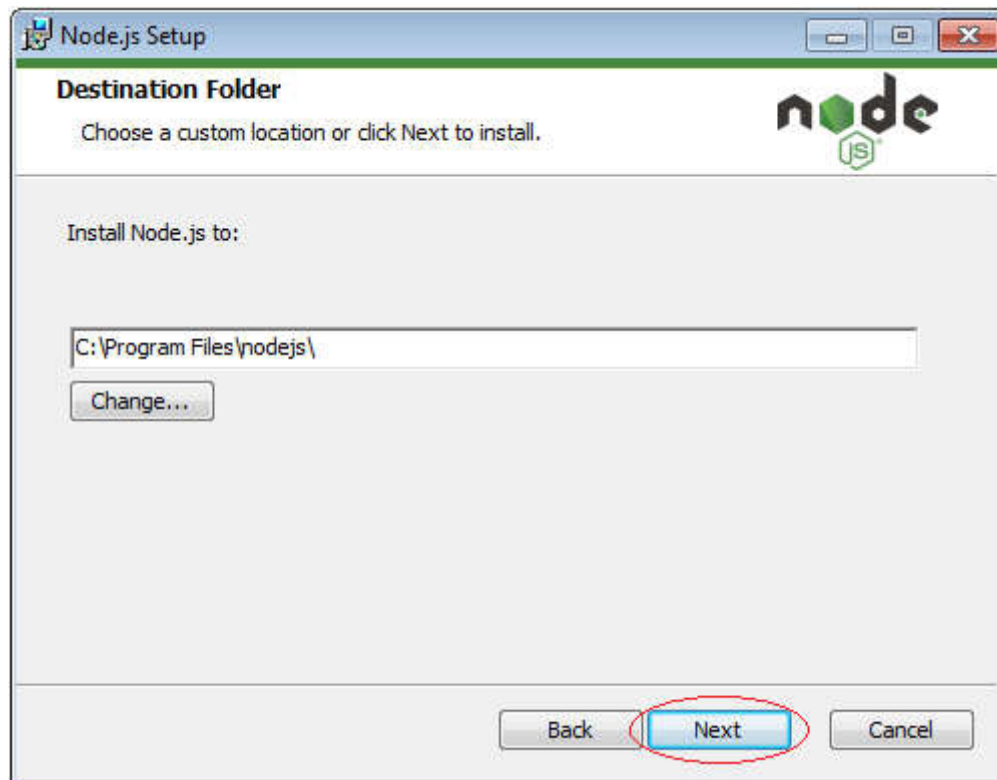 Node.js Setup
Destination Folder
Choose a custom location or click Next to install.
node
JS
Install Node.js to:
C:\Program Files\nodejs\
Change...
Back Next Cancel